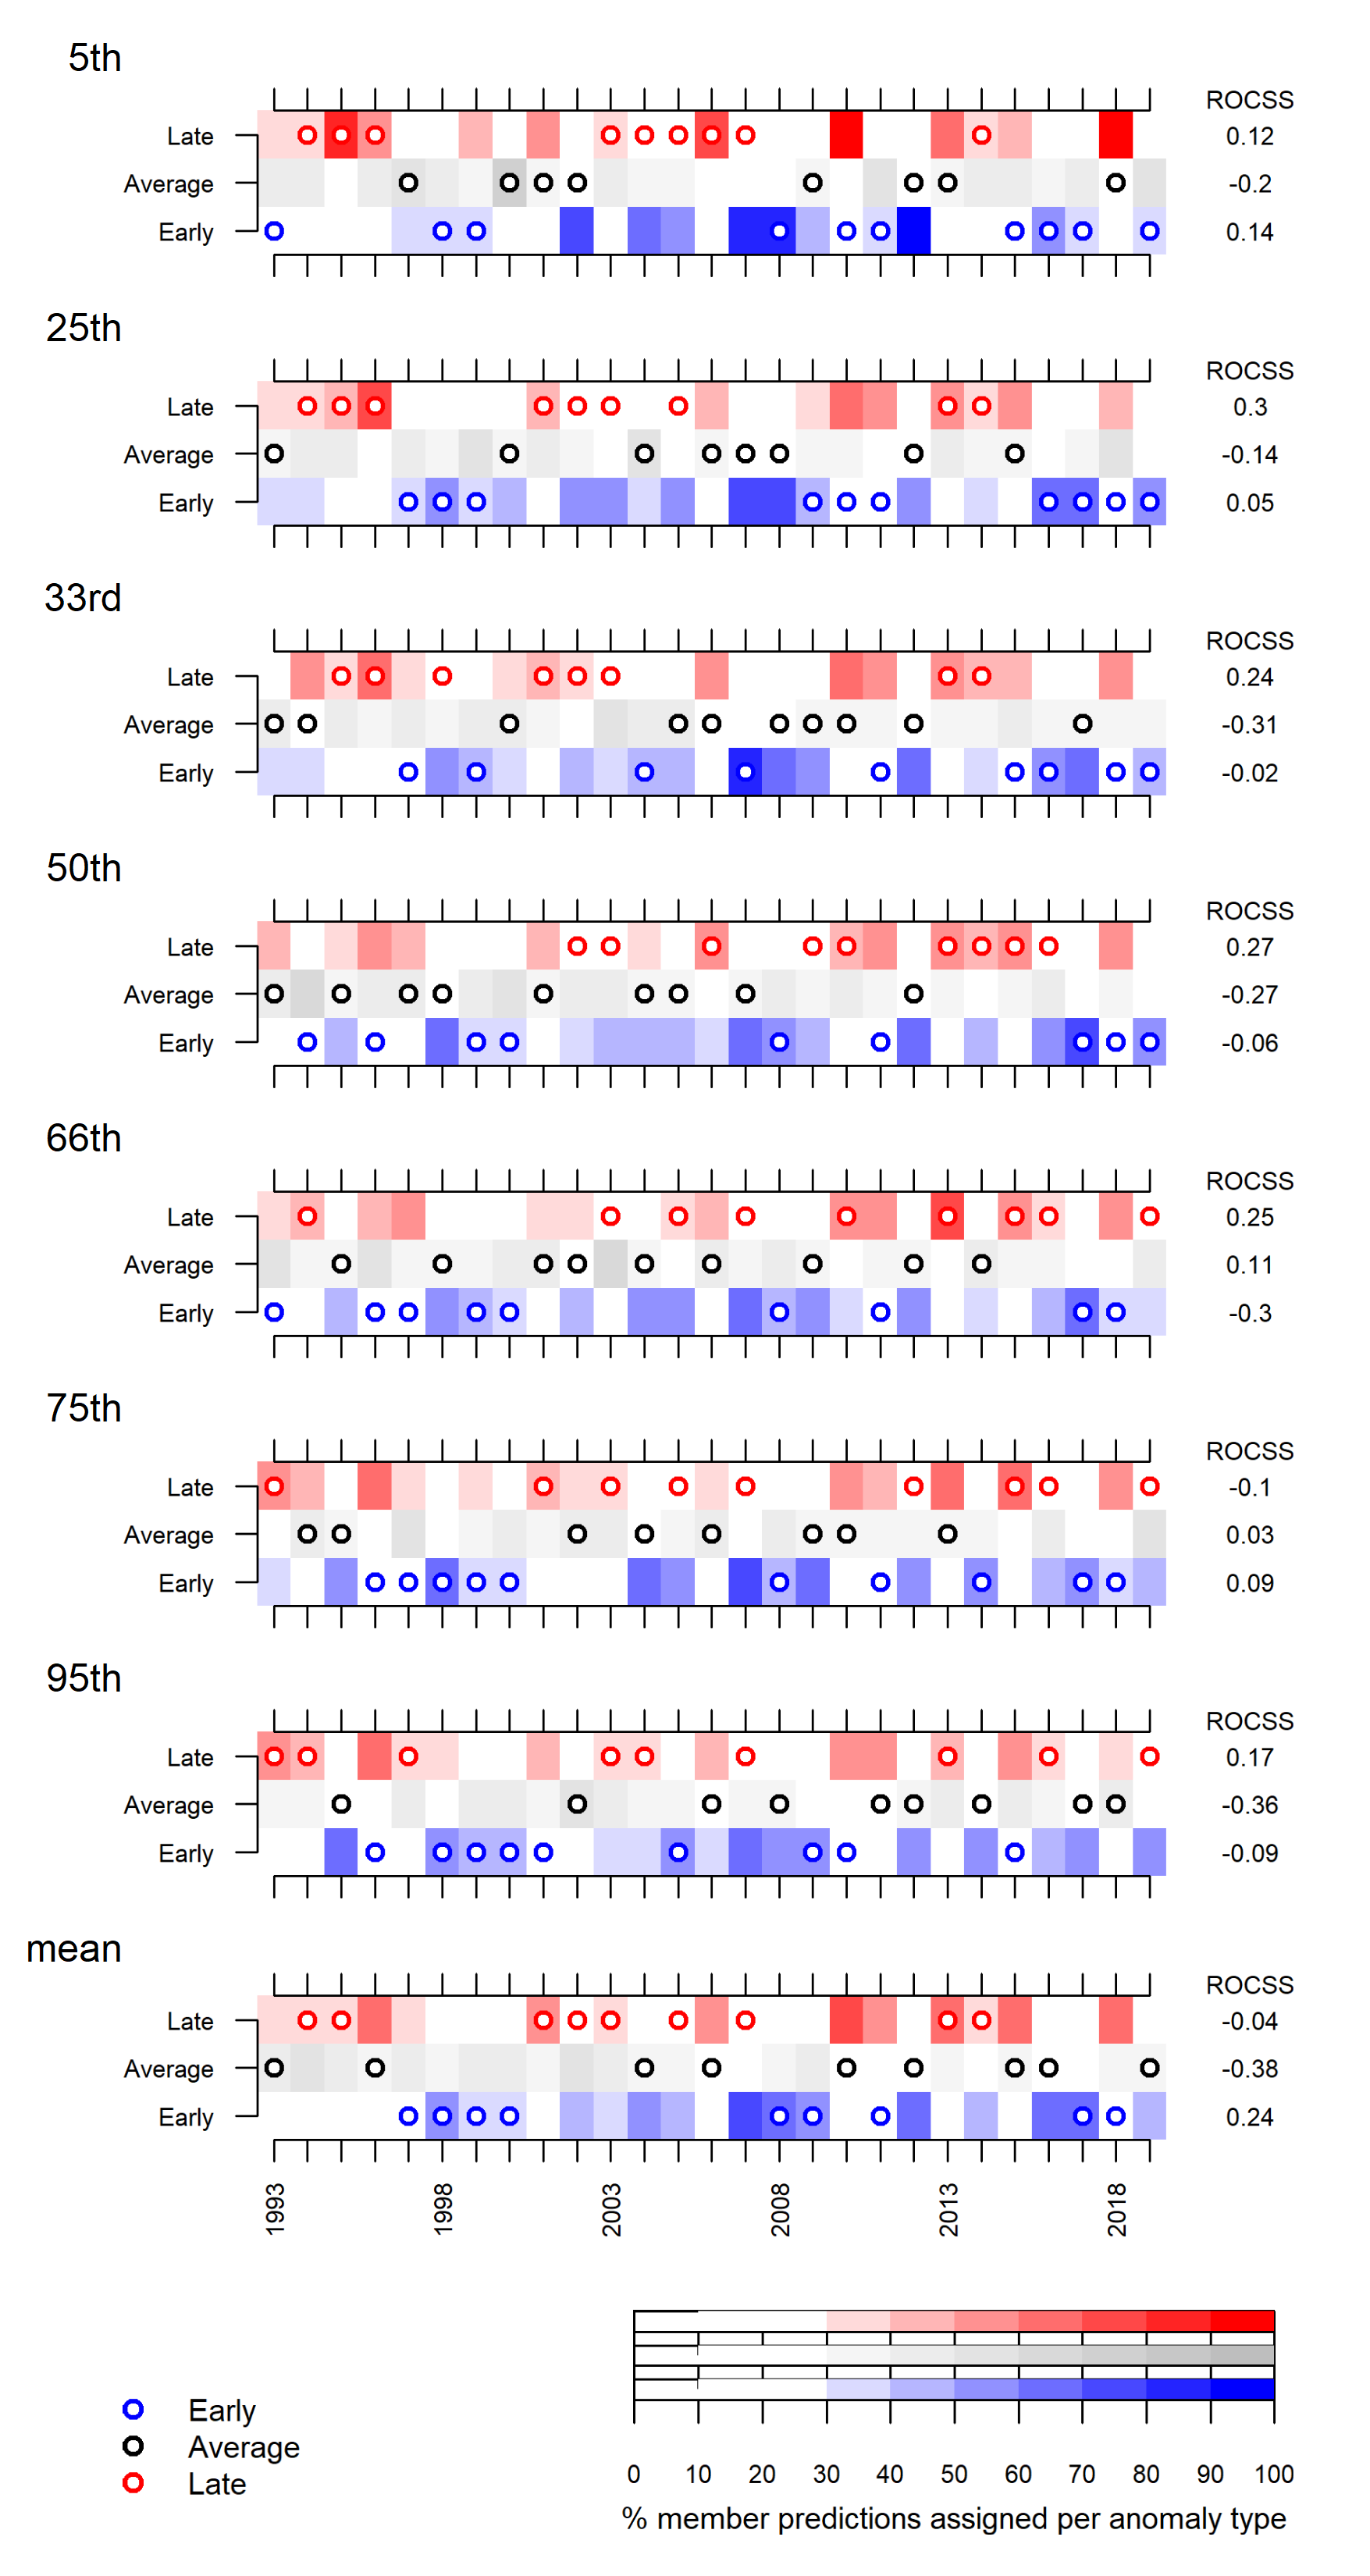 5th
ROCSS
Late 0.12
Average -0.2
Early 0.14
25th
ROCSS
Late 0.3
Average -0.14
Early 0.05
33rd
ROCSS
Late 0.24
Average -0.31
Early -0.02
50th
ROCSS
Late 0.27
Average -0.27
Early -0.06
66th
ROCSS
Late 0.25
Average 0.11
Early -0.3
75th
ROCSS
Late -0.1
Average 0.03
Early 0.09
95th
ROCSS
Late 0.17
Average -0.36
Early -0.09
mean
ROCSS
Late -0.04
Average -0.38
Early 0.24
1993 1998 2003 2008 2013 2018
Early
Average
Late
0 10 20 30 40 50 60 70 80 90 100
% member predictions assigned per anomaly type